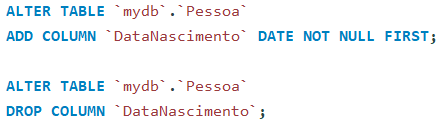 ALTER TABLE `mydb`.`Pessoa`
ADD COLUMN `DataNascimento` DATE NOT NULL FIRST;
ALTER TABLE `mydb`.`Pessoa`
DROP COLUMN `DataNascimento`;